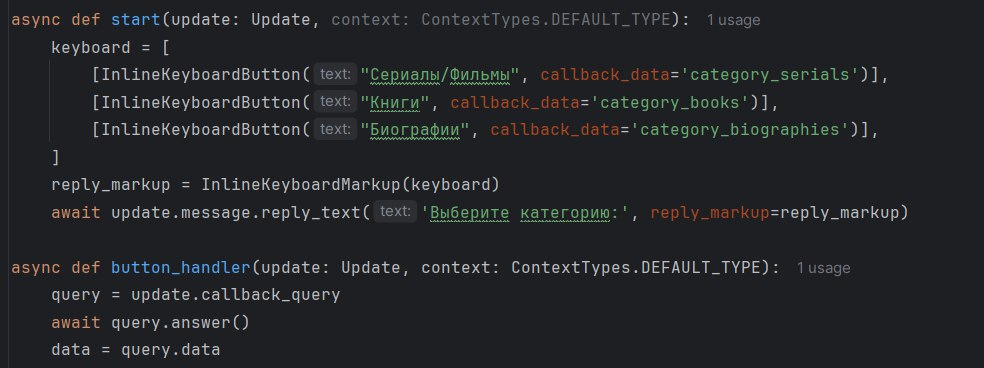 async def start(update: Update, context: ContextTypes.DEFAULT_TYPE): 1 usage
    keyboard = [
        [InlineKeyboardButton( text: "Сериалы/Фильмы", callback_data='category_serials')],
        [InlineKeyboardButton( text: "Книги", callback_data='category_books')],
        [InlineKeyboardButton( text: "Биографии", callback_data='category_biographies')],
    ]
    reply_markup = InlineKeyboardMarkup(keyboard)
    await update.message.reply_text( text: 'Выберите категорию:', reply_markup=reply_markup)
async def button_handler(update: Update, context: ContextTypes.DEFAULT_TYPE): 1 usage
    query = update.callback_query
    await query.answer()
    data = query.data